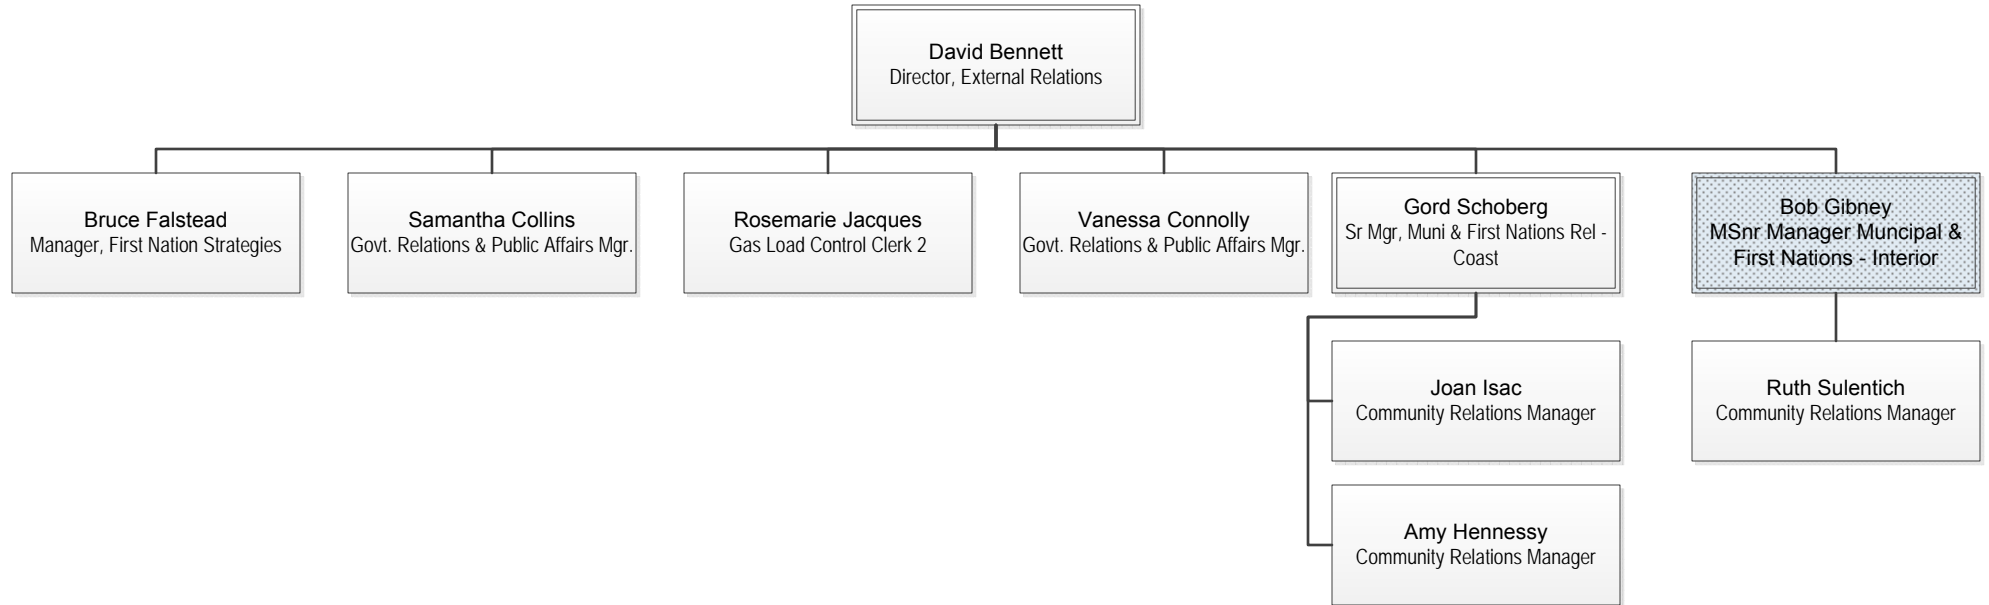 David Bennett
Director, External Relations
Bruce Falstead
Manager, First Nation Strategies
Samantha Collins
Govt. Relations & Public Affairs Mgr.
Rosemarie Jacques
Gas Load Control Clerk 2
Vanessa Connolly
Govt. Relations & Public Affairs Mgr.
Gord Schoberg
Sr Mgr, Muni & First Nations Rel -
Coast
Bob Gibney
MSnr Manager Muncipal &
First Nations - Interior
Joan Isac
Community Relations Manager
Ruth Sulentich
Community Relations Manager
Amy Hennessy
Community Relations Manager